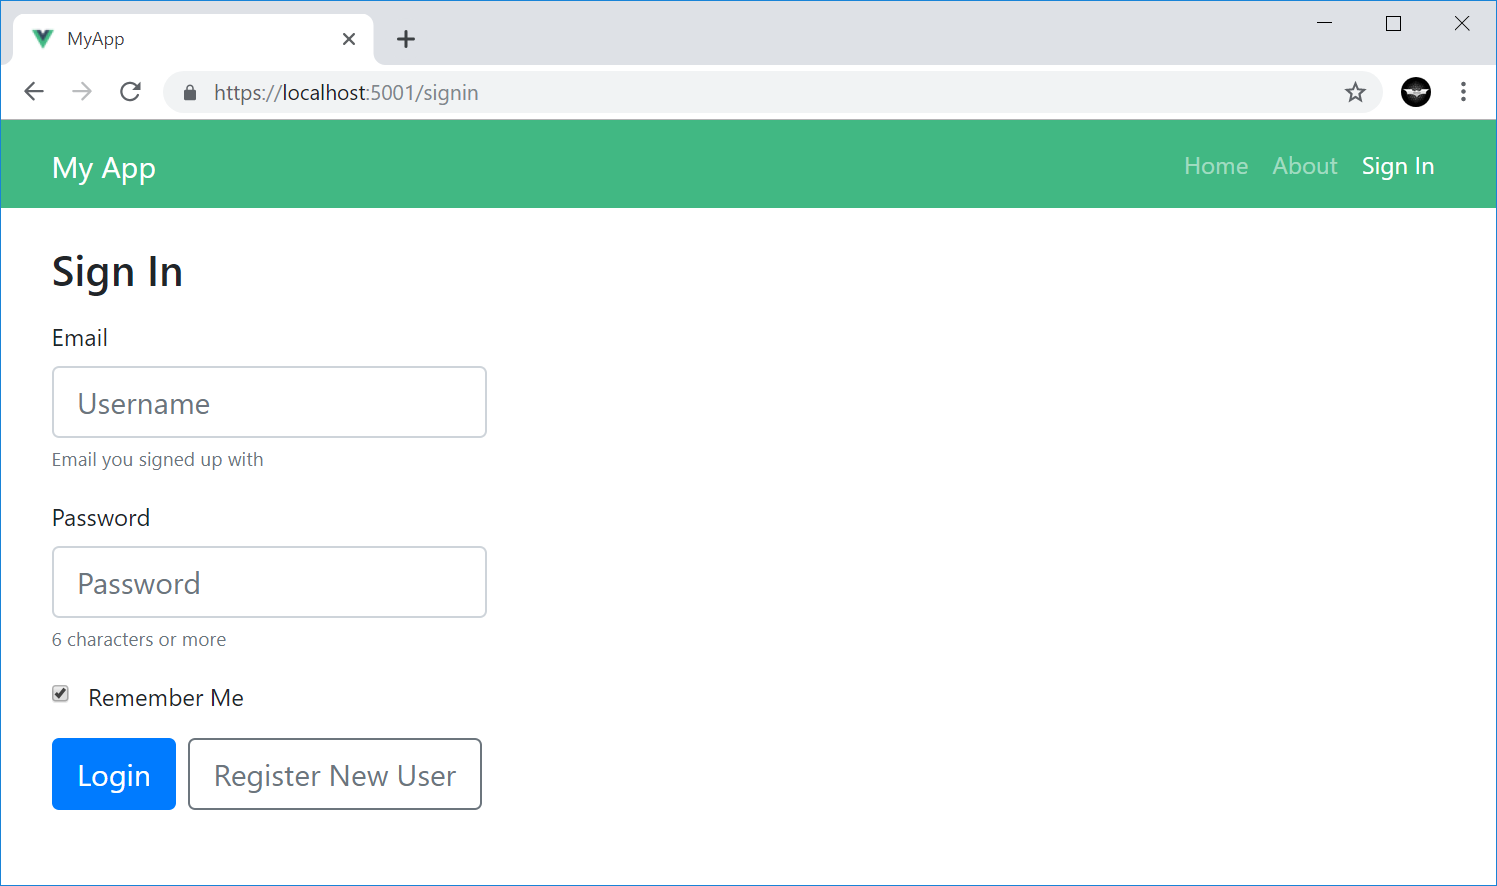 MyApp
https://localhost:5001/signin
My App
Home About Sign In
Sign In
Email
Username
Email you signed up with
Password
Password
6 characters or more
Remember Me
Login Register New User